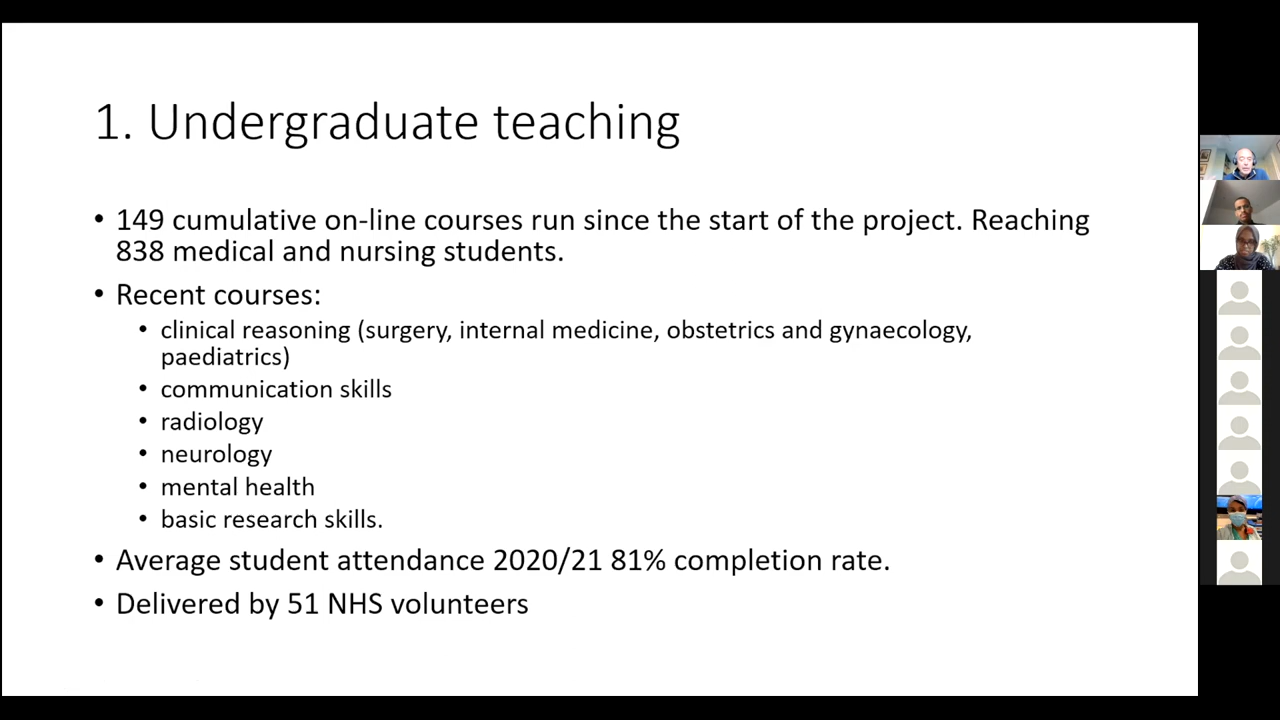 1. Undergraduate teaching
• 149 cumulative on-line courses run since the start of the project. Reaching
838 medical and nursing students.
• Recent courses:
• clinical reasoning (surgery, internal medicine, obstetrics and gynaecology,
paediatrics)
• communication skills
• radiology
• neurology
• mental health
• basic research skills.
• Average student attendance 2020/21 81% completion rate.
• Delivered by 51 NHS volunteers